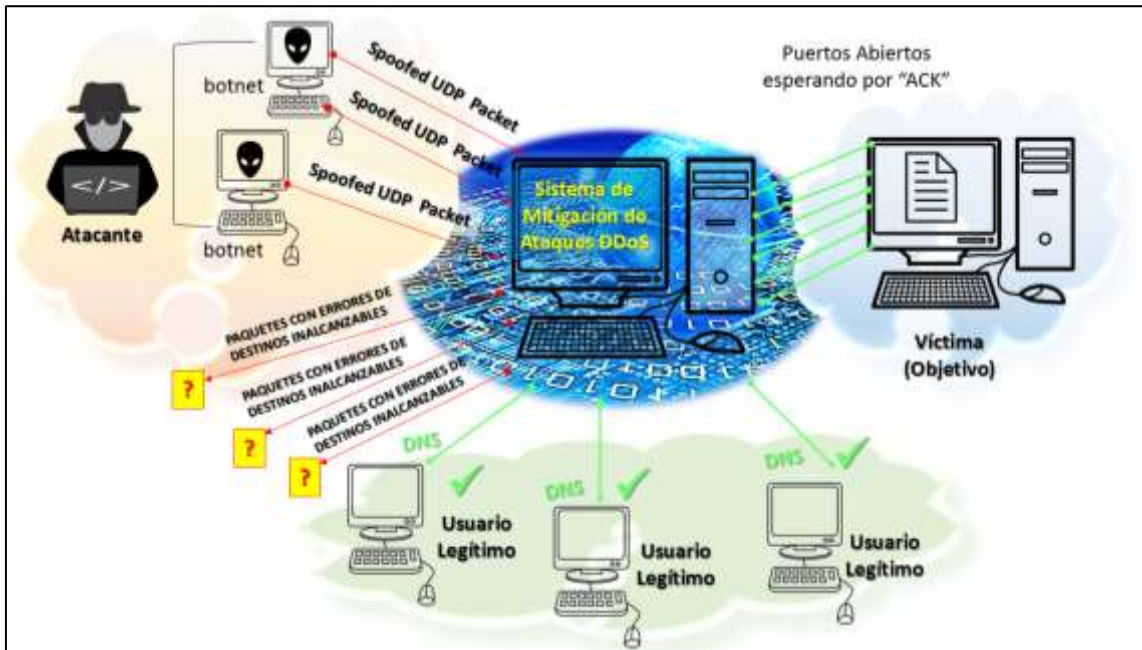 botnet
Spoofed UDP Packet
Spoofed UDP Packet
Spoofed UDP Packet
</>
Atacante
botnet
Puertos Abiertos
esperando por “ACK”
Sistema de
Mitigación de
Ataques DDoS
Víctima
(Objetivo)
PAQUETES CON ERRORES DE
DESTINOS INALCANZABLES
?
PAQUETES CON ERRORES DE
DESTINOS INALCANZABLES
?
PAQUETES CON ERRORES DE
DESTINOS INALCANZABLES
?
DNS
Usuario
Legítimo
DNS
Usuario
Legítimo
DNS
Usuario
Legítimo